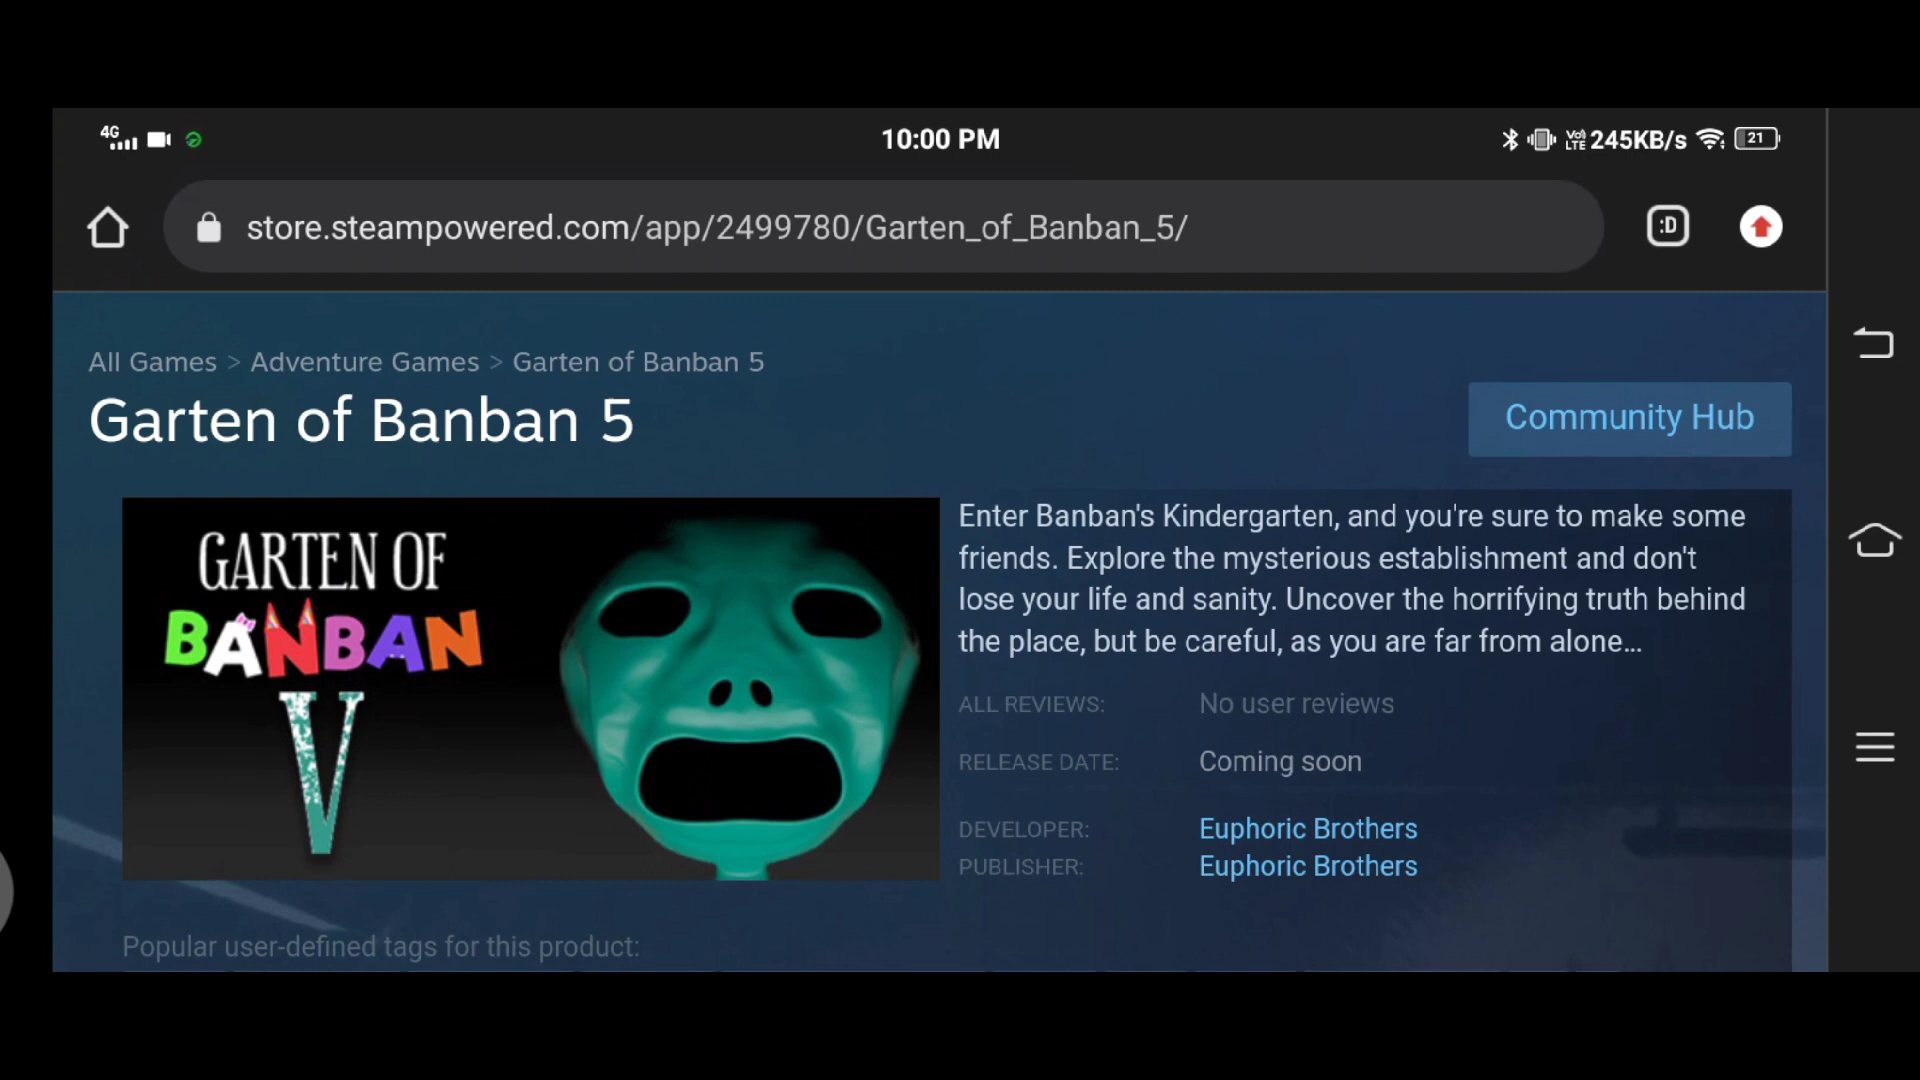 4G
10:00 PM
Vo)) LTE 245KB/s 21
store.steampowered.com/app/2499780/Garten_of_Banban_5/
:D
All Games > Adventure Games > Garten of Banban 5
Garten of Banban 5
Community Hub
GARTEN OF
BANBAN
V
Enter Banban's Kindergarten, and you're sure to make some
friends. Explore the mysterious establishment and don't
lose your life and sanity. Uncover the horrifying truth behind
the place, but be careful, as you are far from alone...
ALL REVIEWS: No user reviews
RELEASE DATE: Coming soon
DEVELOPER: Euphoric Brothers
PUBLISHER: Euphoric Brothers
Popular user-defined tags for this product: